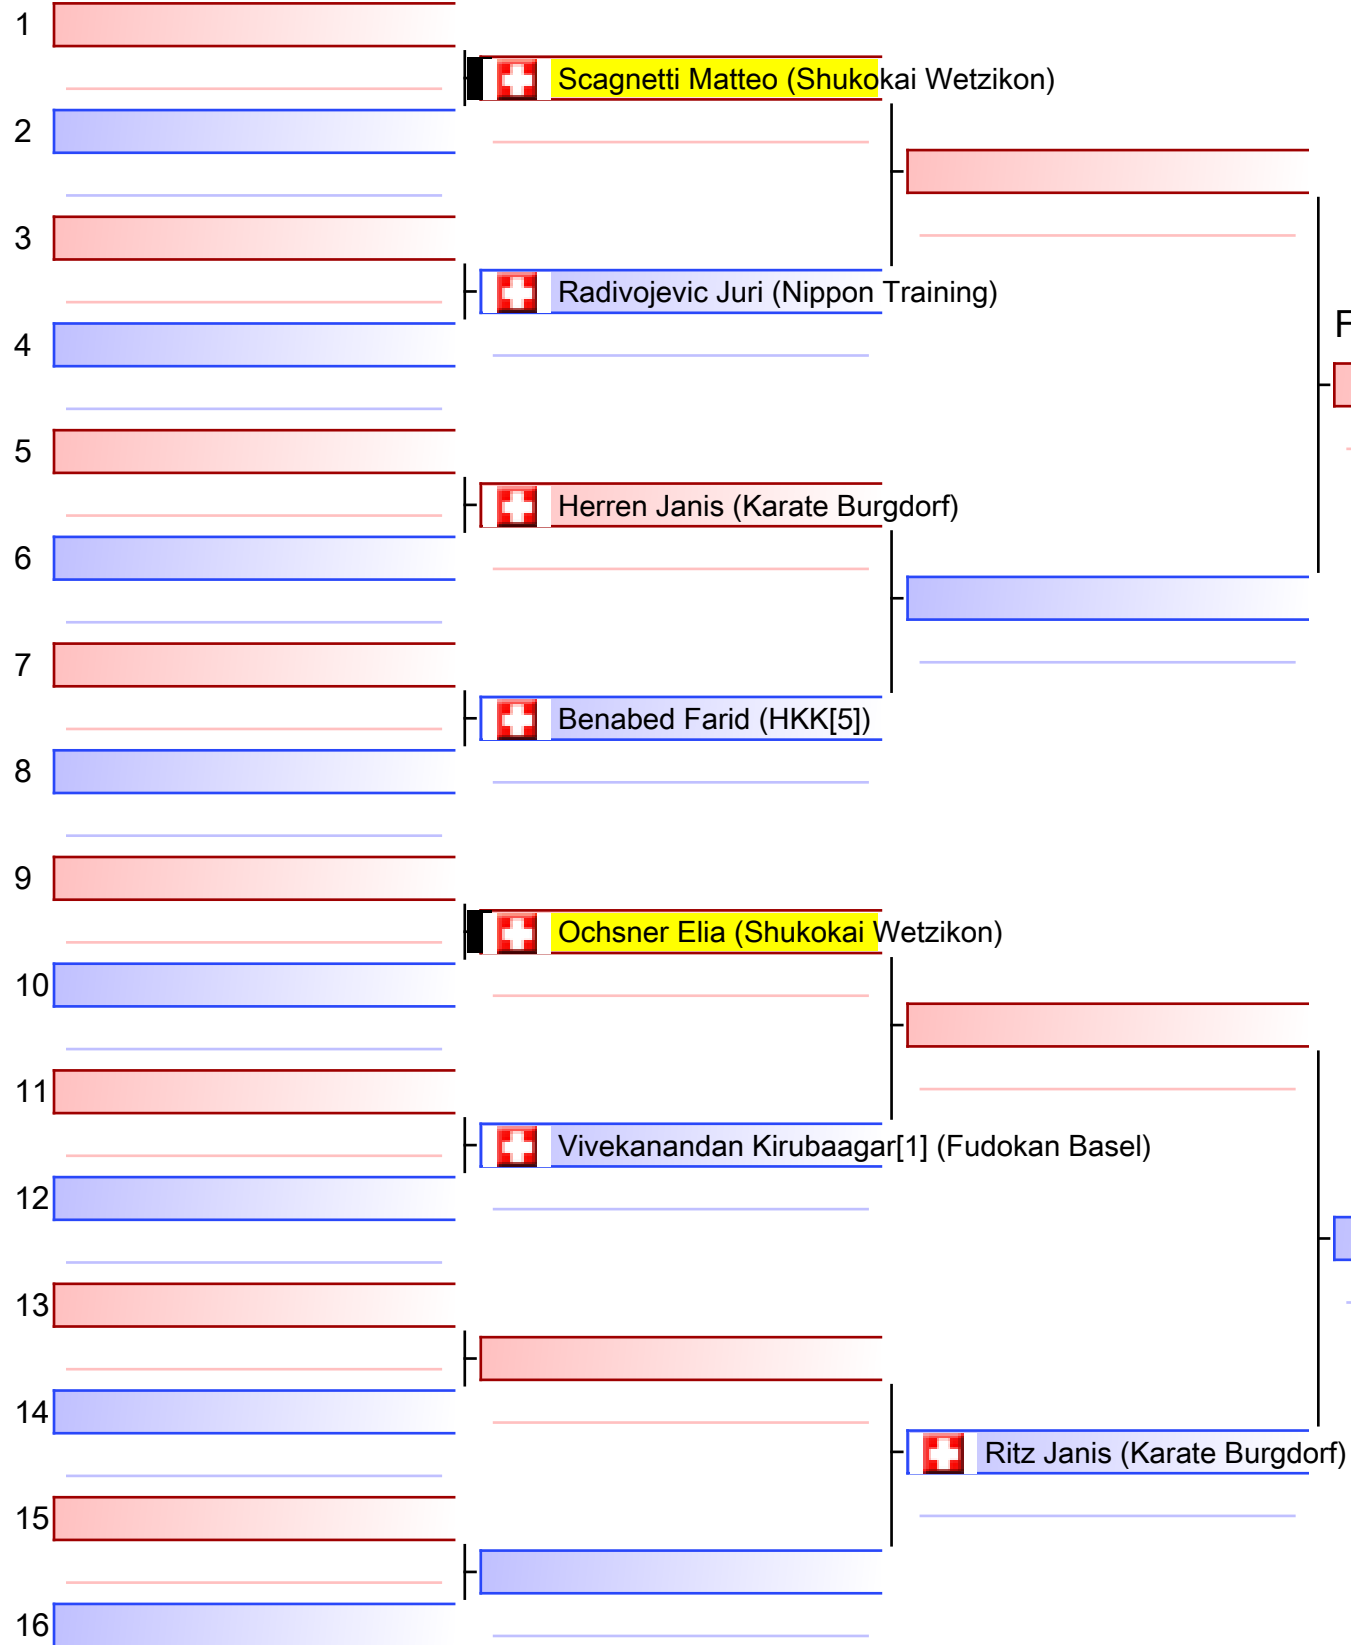 1
Scagnetti Matteo (Shukokai Wetzikon)
2
3
Radivojevic Juri (Nippon Training)
4
F
5
Herren Janis (Karate Burgdorf)
6
7
Benabed Farid (HKK[5])
8
9
Ochsner Elia (Shukokai Wetzikon)
10
11
Vivekanandan Kirubaagar[1] (Fudokan Basel)
12
13
14
Ritz Janis (Karate Burgdorf)
15
16